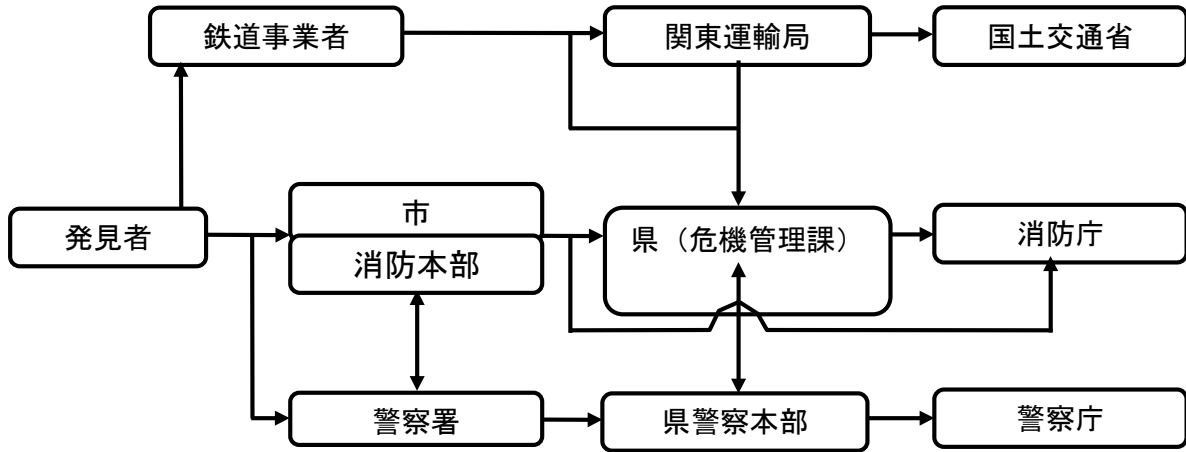 鉄道事業者
関東運輸局
国土交通省
発見者
市
消防本部
県（危機管理課）
消防庁
警察署
県警察本部
警察庁